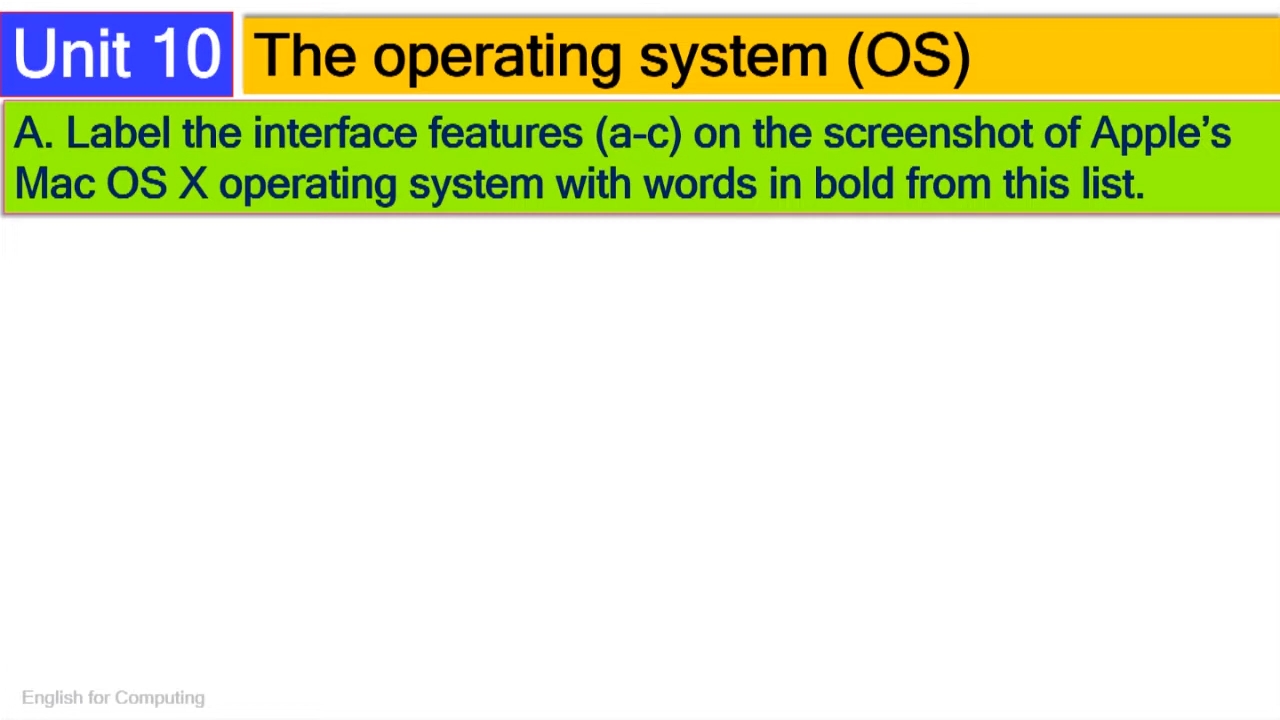 Unit 10
The operating system (OS)
A. Label the interface features (a-c) on the screenshot of Apple’s
Mac OS X operating system with words in bold from this list.
English for Computing